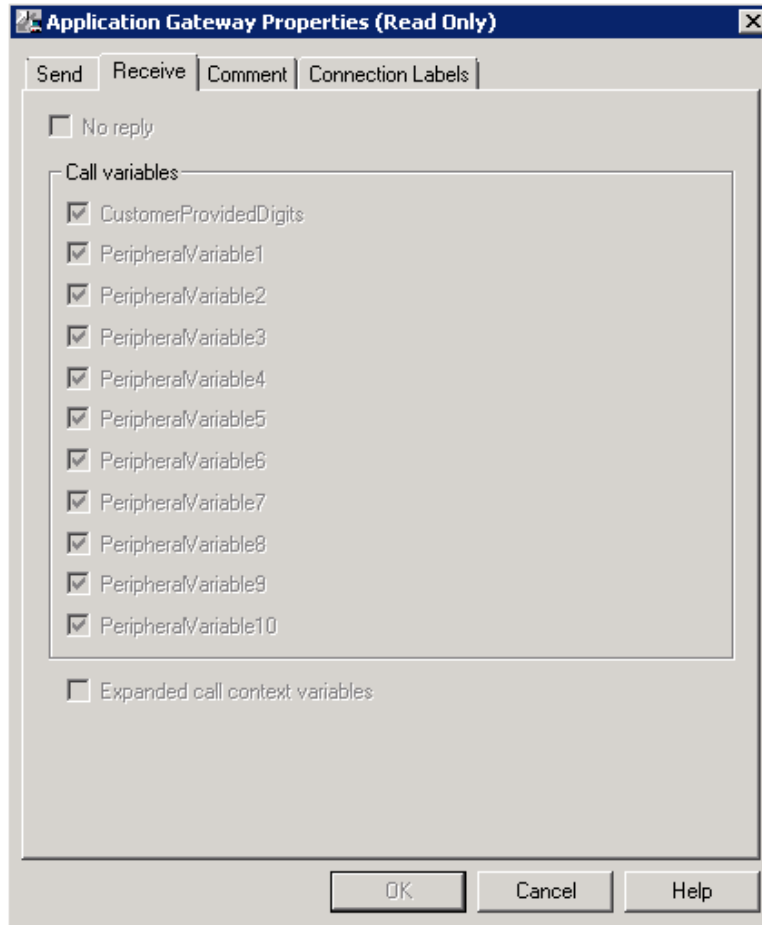 Application Gateway Properties (Read Only)
Send Receive Comment Connection Labels
No reply
Call variables
CustomerProvidedDigits
PeripheralVariable1
PeripheralVariable2
PeripheralVariable3
PeripheralVariable4
PeripheralVariable5
PeripheralVariable6
PeripheralVariable7
PeripheralVariable8
PeripheralVariable9
PeripheralVariable10
Expanded call context variables
OK Cancel Help